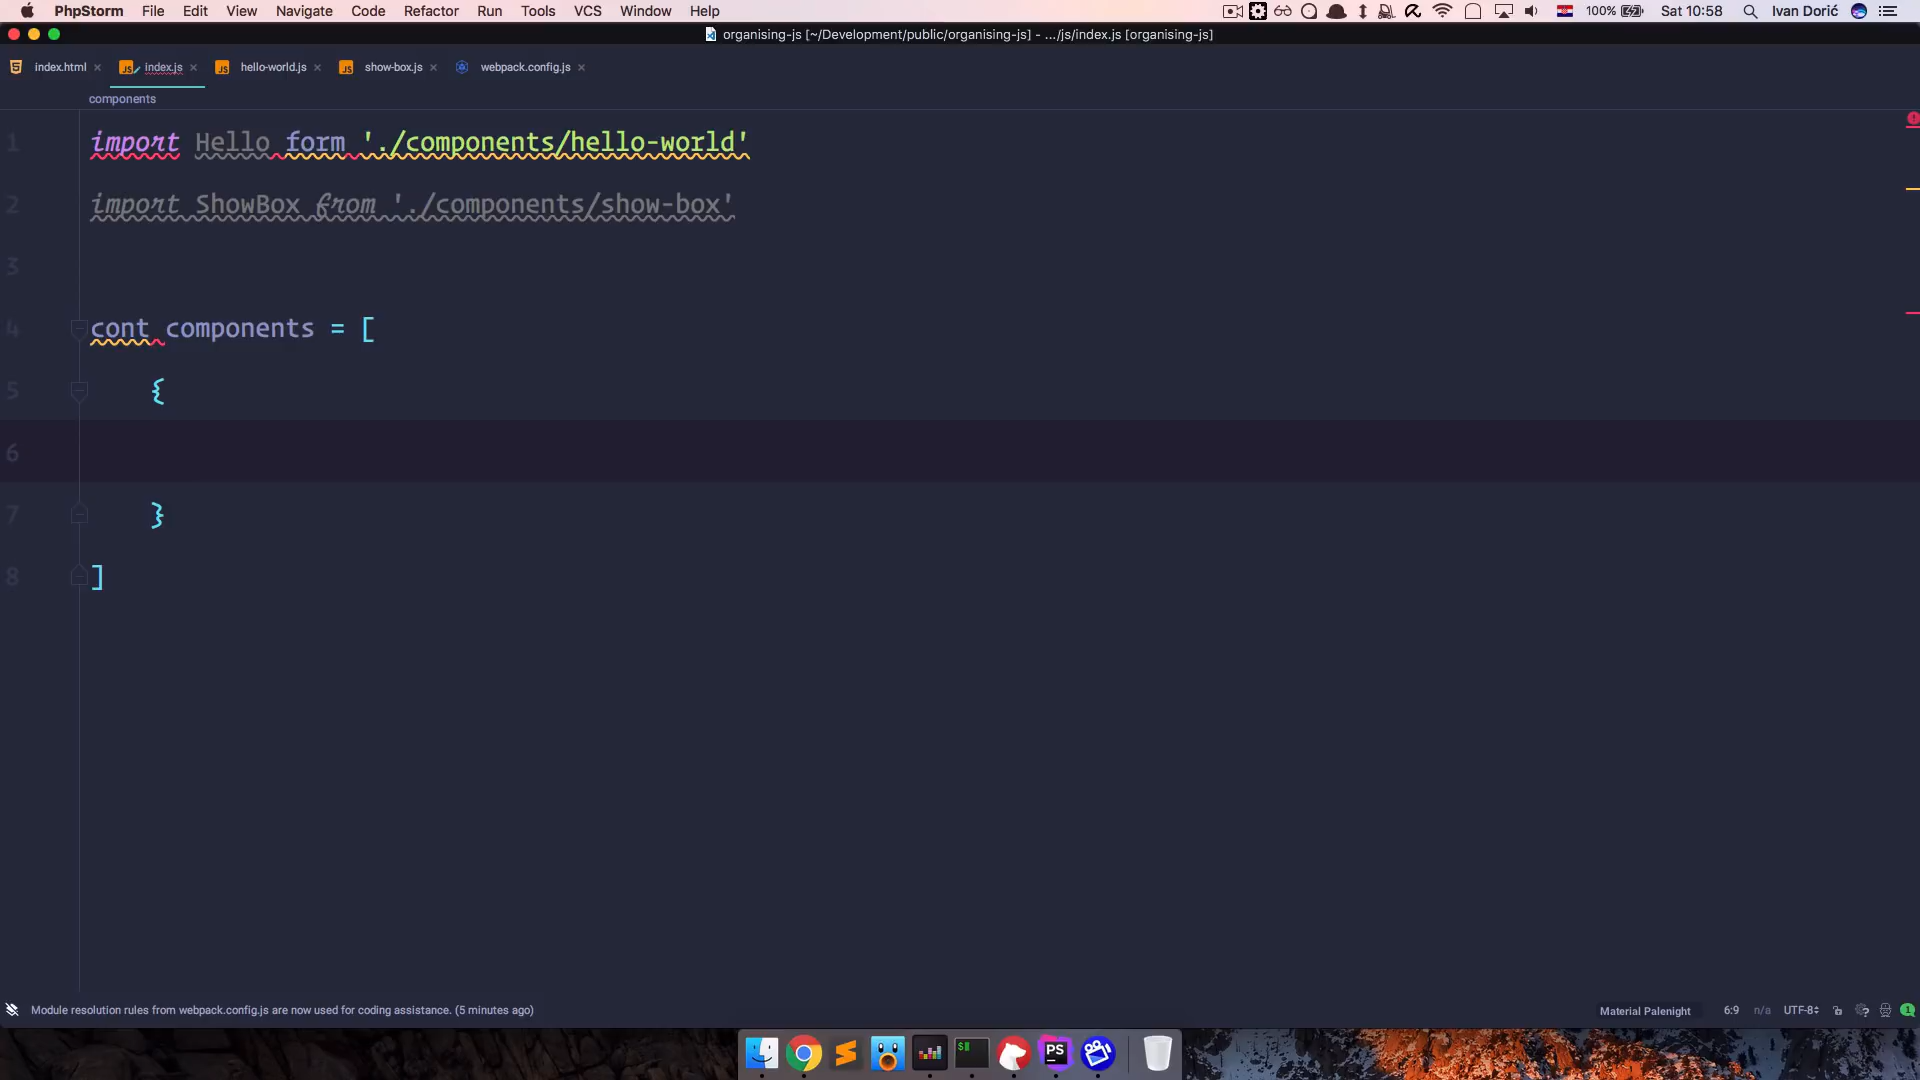 PhpStorm File Edit View Navigate Code Refactor Run Tools VCS Window Help 100% Sat 10:58 Ivan Dorić
organising-js [~/Development/public/organising-js] - .../js/index.js [organising-js]
index.html index.js hello-world.js show-box.js webpack.config.js
components
1 import Hello form './components/hello-world'
2 import ShowBox from './components/show-box'
3
4 cont components = [
5 {
6
7 }
8 ]
Module resolution rules from webpack.config.js are now used for coding assistance. (5 minutes ago) Material Palenight 6:9 n/a UTF-8 1
$
PS